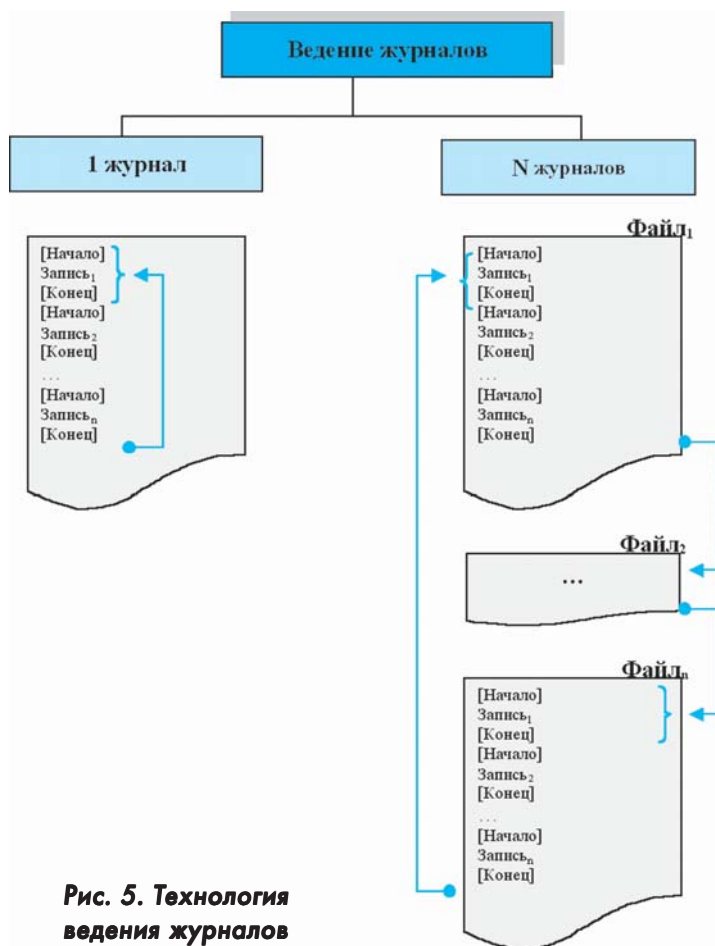 Ведение журналов
1 журнал
N журналов
[Начало]
Запись₁
[Конец]
[Начало]
Запись₂
[Конец]
...
[Начало]
Записьₙ
[Конец]
Файл₁
[Начало]
Запись₁
[Конец]
[Начало]
Запись₂
[Конец]
...
[Начало]
Записьₙ
[Конец]
Файл₂
...
Файлₙ
[Начало]
Запись₁
[Конец]
[Начало]
Запись₂
[Конец]
...
[Начало]
Записьₙ
[Конец]
Рис. 5. Технология
ведения журналов